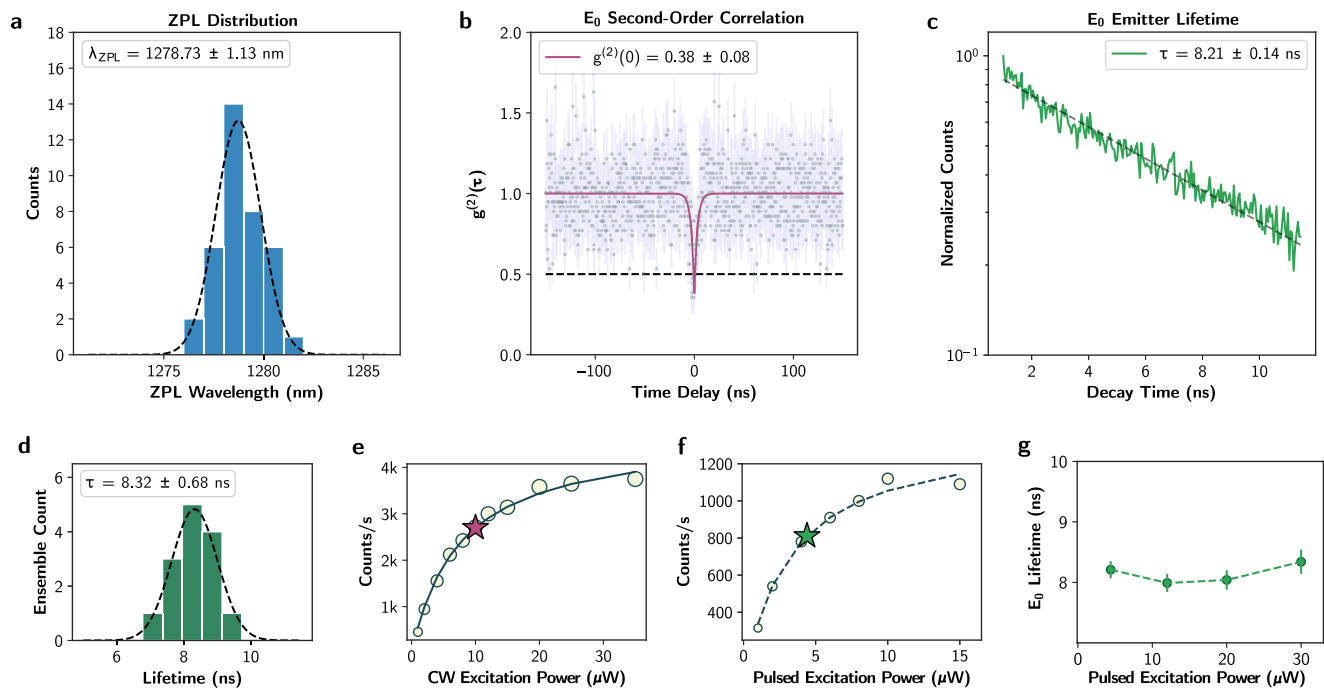 a
ZPL Distribution
λZPL = 1278.73 ± 1.13 nm
18
16
14
12
10
8
6
4
2
0
Counts
1275
1280
1285
ZPL Wavelength (nm)
b
E₀ Second-Order Correlation
g⁽²⁾(0) = 0.38 ± 0.08
2.0
1.5
1.0
0.5
0.0
g⁽²⁾(τ)
−100
0
100
Time Delay (ns)
c
E₀ Emitter Lifetime
τ = 8.21 ± 0.14 ns
10⁰
10⁻¹
Normalized Counts
2
4
6
8
10
Decay Time (ns)
d
τ = 8.32 ± 0.68 ns
6
4
2
0
Ensemble Count
6
8
10
Lifetime (ns)
e
4k
3k
2k
1k
Counts/s
0
10
20
30
CW Excitation Power (μW)
f
1200
1000
800
600
400
Counts/s
0
5
10
15
Pulsed Excitation Power (μW)
g
10
9
8
E₀ Lifetime (ns)
10
20
30
Pulsed Excitation Power (μW)